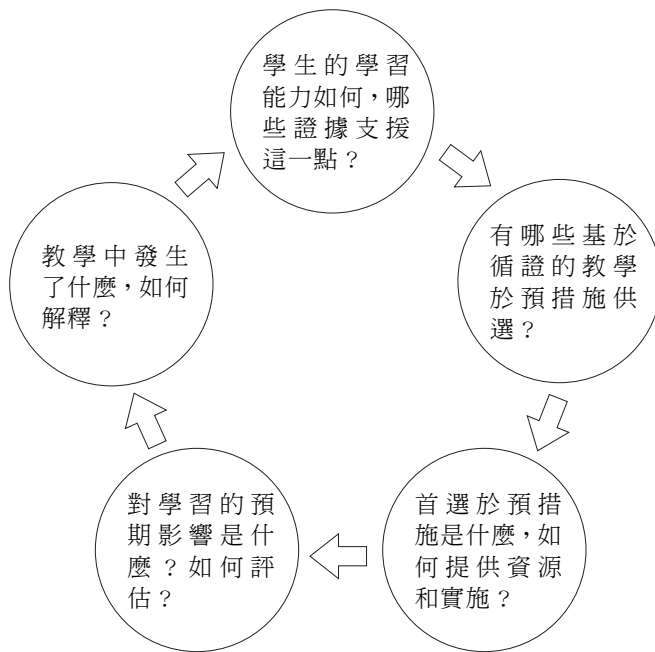 學生的學習
能力如何，哪
些證據支援
這一點？
有哪些基於
循證的教學
於預措施供
選？
首選於預措
施是什麼，如
何提供資源
和實施？
對學習的預
期影響是什
麼？如何評
估？
教學中發生
了什麼，如何
解釋？